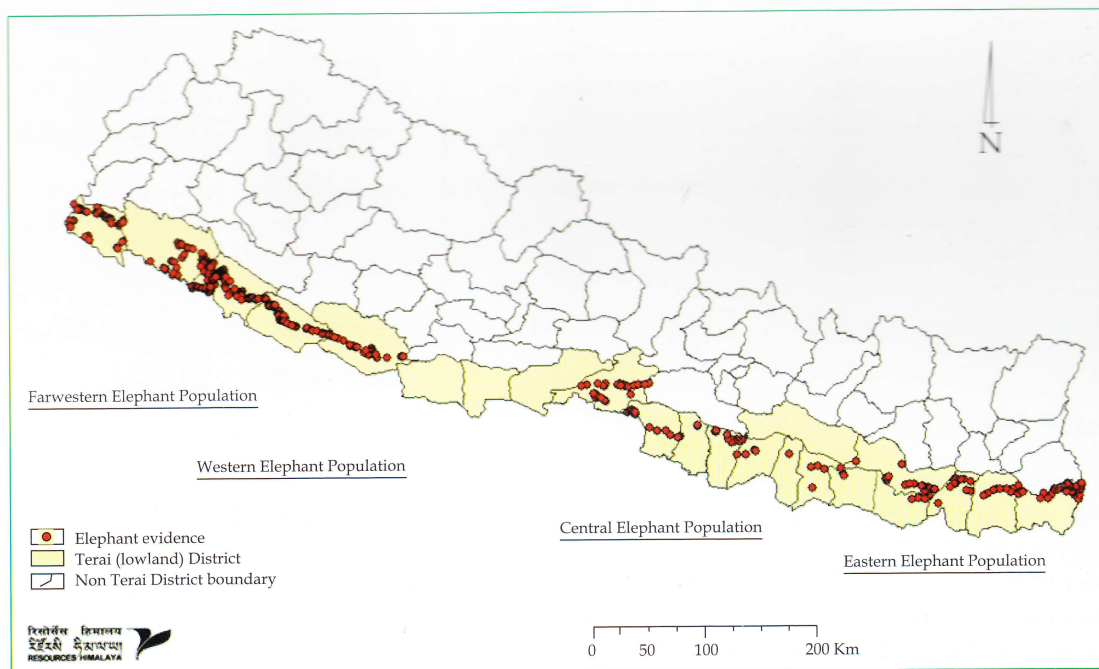 N
Farwestern Elephant Population
Western Elephant Population
Central Elephant Population
Eastern Elephant Population
Elephant evidence
Terai (lowland) District
Non Terai District boundary
रिसोर्सेस हिमालय
RESOURCES HIMALAYA
0 50 100 200 Km